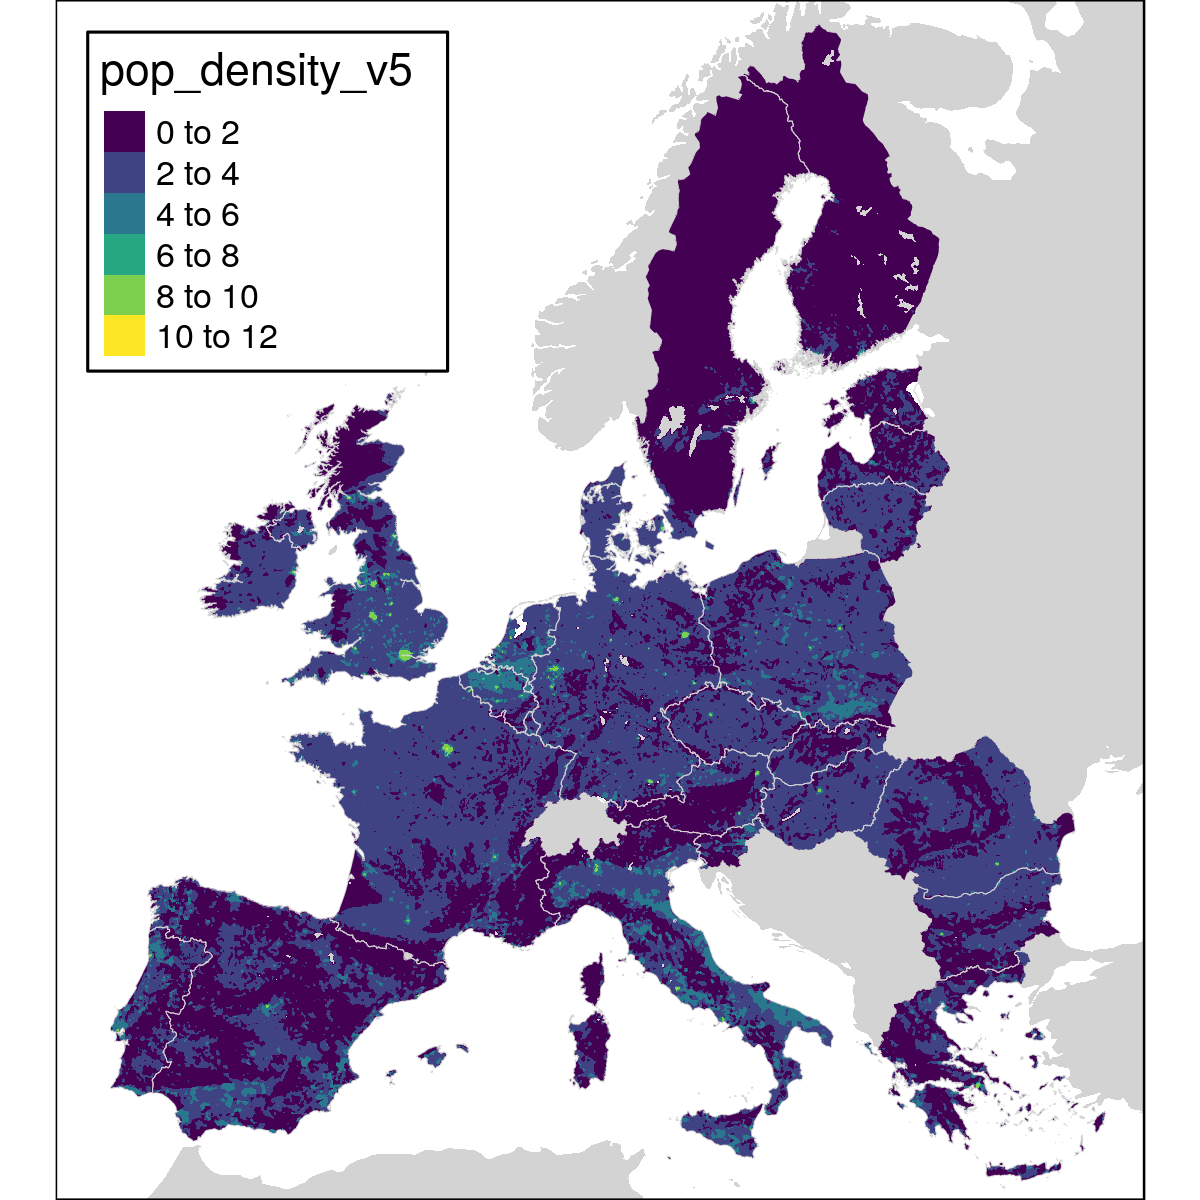 pop_density_v5
0 to 2
2 to 4
4 to 6
6 to 8
8 to 10
10 to 12